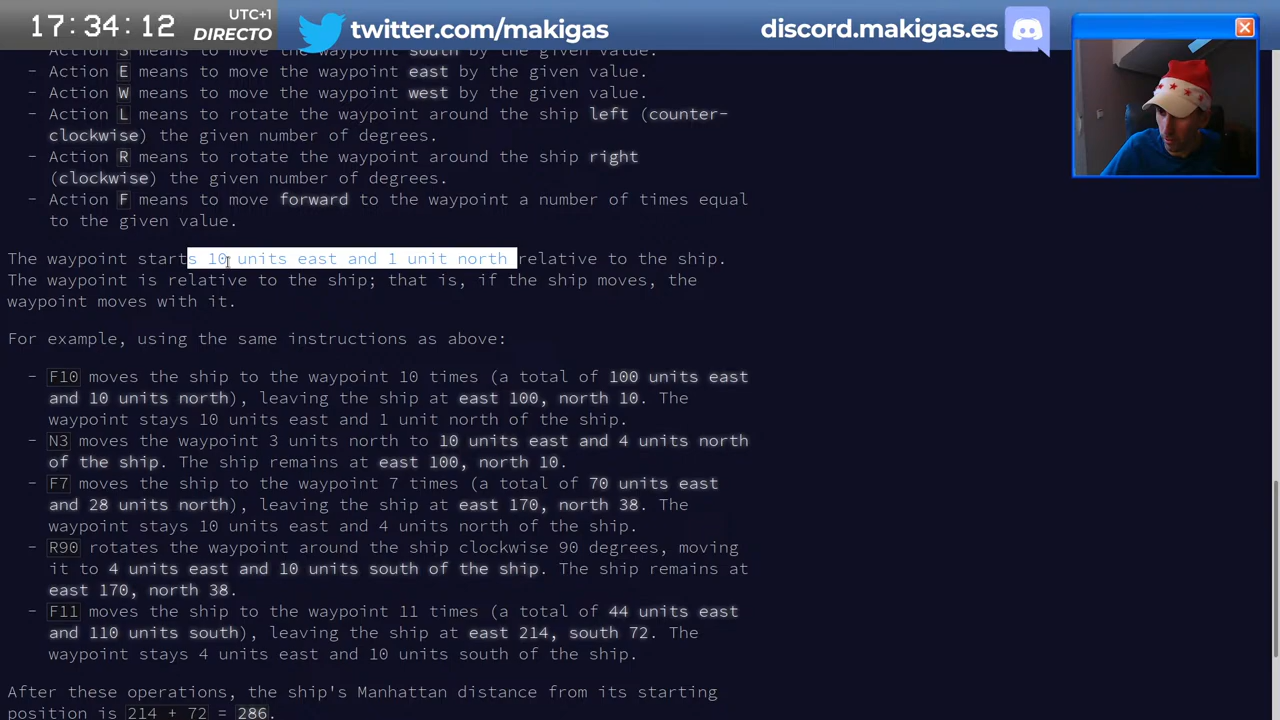 17:34:12
UTC+1
DIRECTO
twitter.com/makigas
discord.makigas.es
- Action S means to move the waypoint south by the given value.
- Action E means to move the waypoint east by the given value.
- Action W means to move the waypoint west by the given value.
- Action L means to rotate the waypoint around the ship left (counter-
clockwise) the given number of degrees.
- Action R means to rotate the waypoint around the ship right
(clockwise) the given number of degrees.
- Action F means to move forward to the waypoint a number of times equal
to the given value.
The waypoint starts 10 units east and 1 unit north relative to the ship.
The waypoint is relative to the ship; that is, if the ship moves, the
waypoint moves with it.
For example, using the same instructions as above:
- F10 moves the ship to the waypoint 10 times (a total of 100 units east
and 10 units north), leaving the ship at east 100, north 10. The
waypoint stays 10 units east and 1 unit north of the ship.
- N3 moves the waypoint 3 units north to 10 units east and 4 units north
of the ship. The ship remains at east 100, north 10.
- F7 moves the ship to the waypoint 7 times (a total of 70 units east
and 28 units north), leaving the ship at east 170, north 38. The
waypoint stays 10 units east and 4 units north of the ship.
- R90 rotates the waypoint around the ship clockwise 90 degrees, moving
it to 4 units east and 10 units south of the ship. The ship remains at
east 170, north 38.
- F11 moves the ship to the waypoint 11 times (a total of 44 units east
and 110 units south), leaving the ship at east 214, south 72. The
waypoint stays 4 units east and 10 units south of the ship.
After these operations, the ship's Manhattan distance from its starting
position is 214 + 72 = 286.